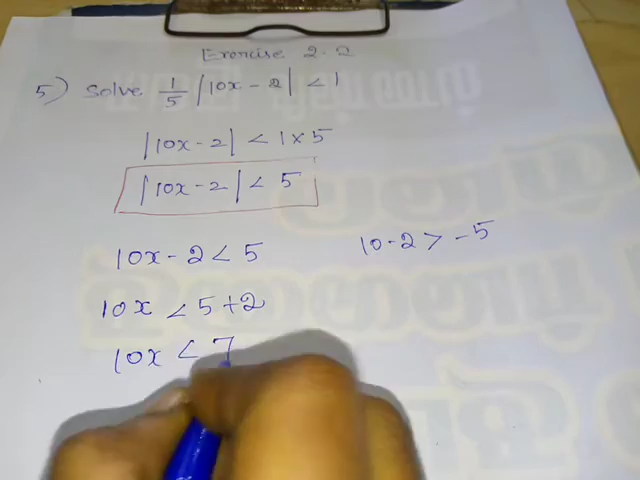 Exercise 2.2
5) Solve 1/5 |10x - 2| < 1
|10x - 2| < 1 x 5
|10x - 2| < 5
10x - 2 < 5
10 - 2 > -5
10x < 5 + 2
10x < 7